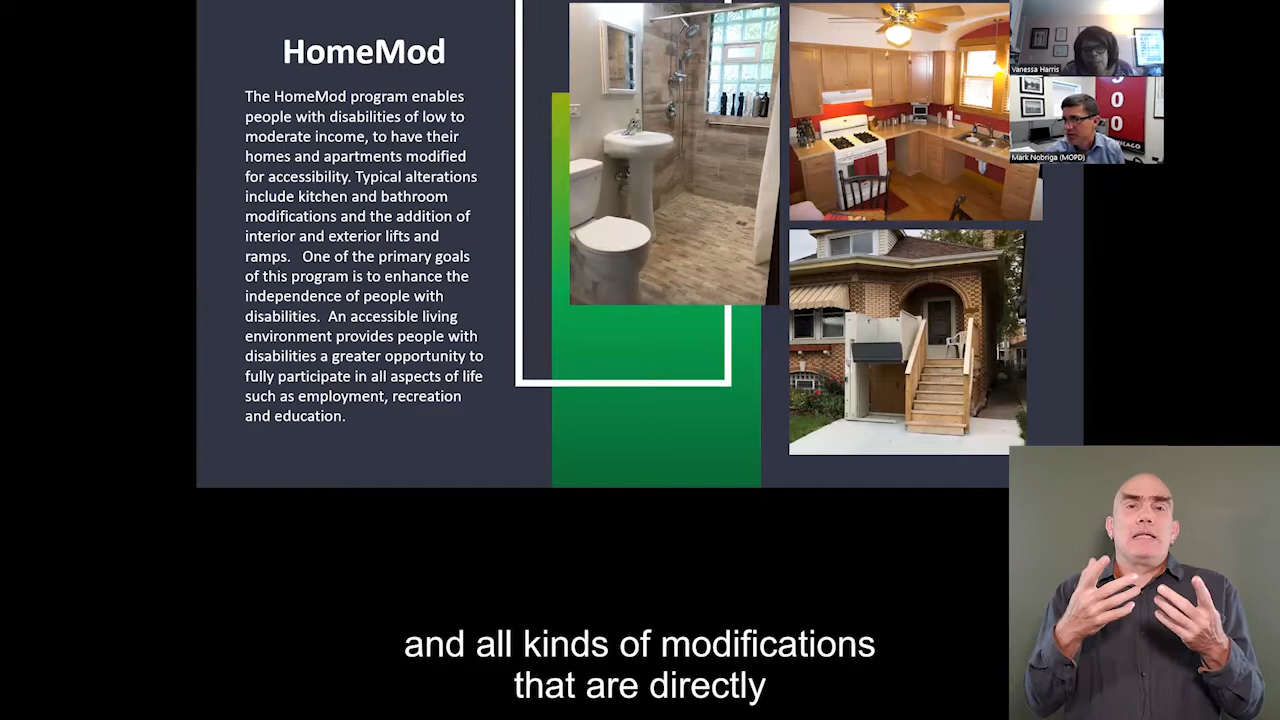 HomeMod
The HomeMod program enables
people with disabilities of low to
moderate income to have their
homes and apartments modified
for accessibility. Typical alterations
include kitchen and bathroom
modifications and the addition of
interior and exterior lifts and
ramps.   One of the primary goals
of this program is to enhance the
independence of people with
disabilities.  An accessible living
environment provides people with
disabilities a greater opportunity to
fully participate in all aspects of life
such as employment, recreation
and education.
Vanessa Harris
Mark Nobriga (MOPD)
and all kinds of modifications
that are directly